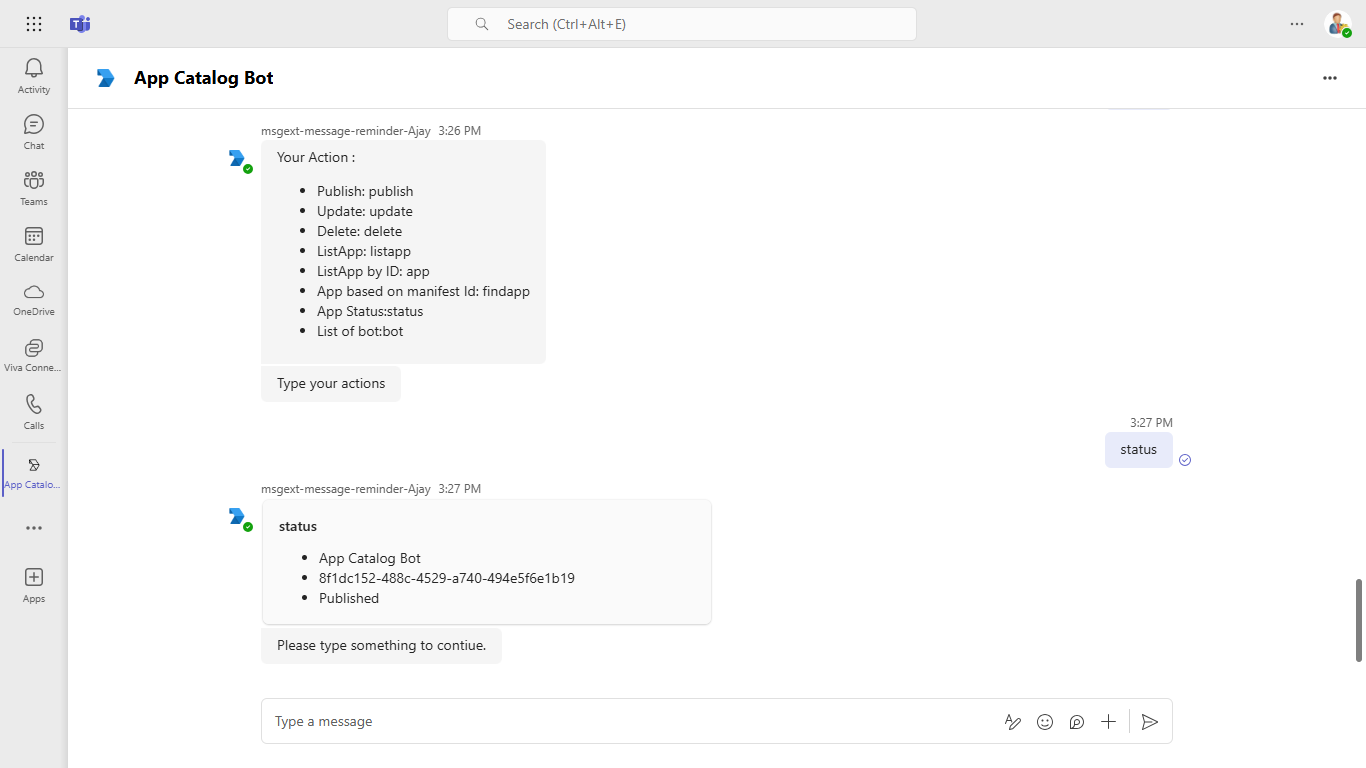 Search (Ctrl+Alt+E)
Activity
Chat
Teams
Calendar
OneDrive
Viva Conne...
Calls
App Catalo...
Apps
App Catalog Bot
msgext-message-reminder-Ajay 3:26 PM
Your Action :
Publish: publish
Update: update
Delete: delete
ListApp: listapp
ListApp by ID: app
App based on manifest Id: findapp
App Status:status
List of bot:bot
Type your actions
3:27 PM
status
msgext-message-reminder-Ajay 3:27 PM
status
App Catalog Bot
8f1dc152-488c-4529-a740-494e5f6e1b19
Published
Please type something to contiue.
Type a message